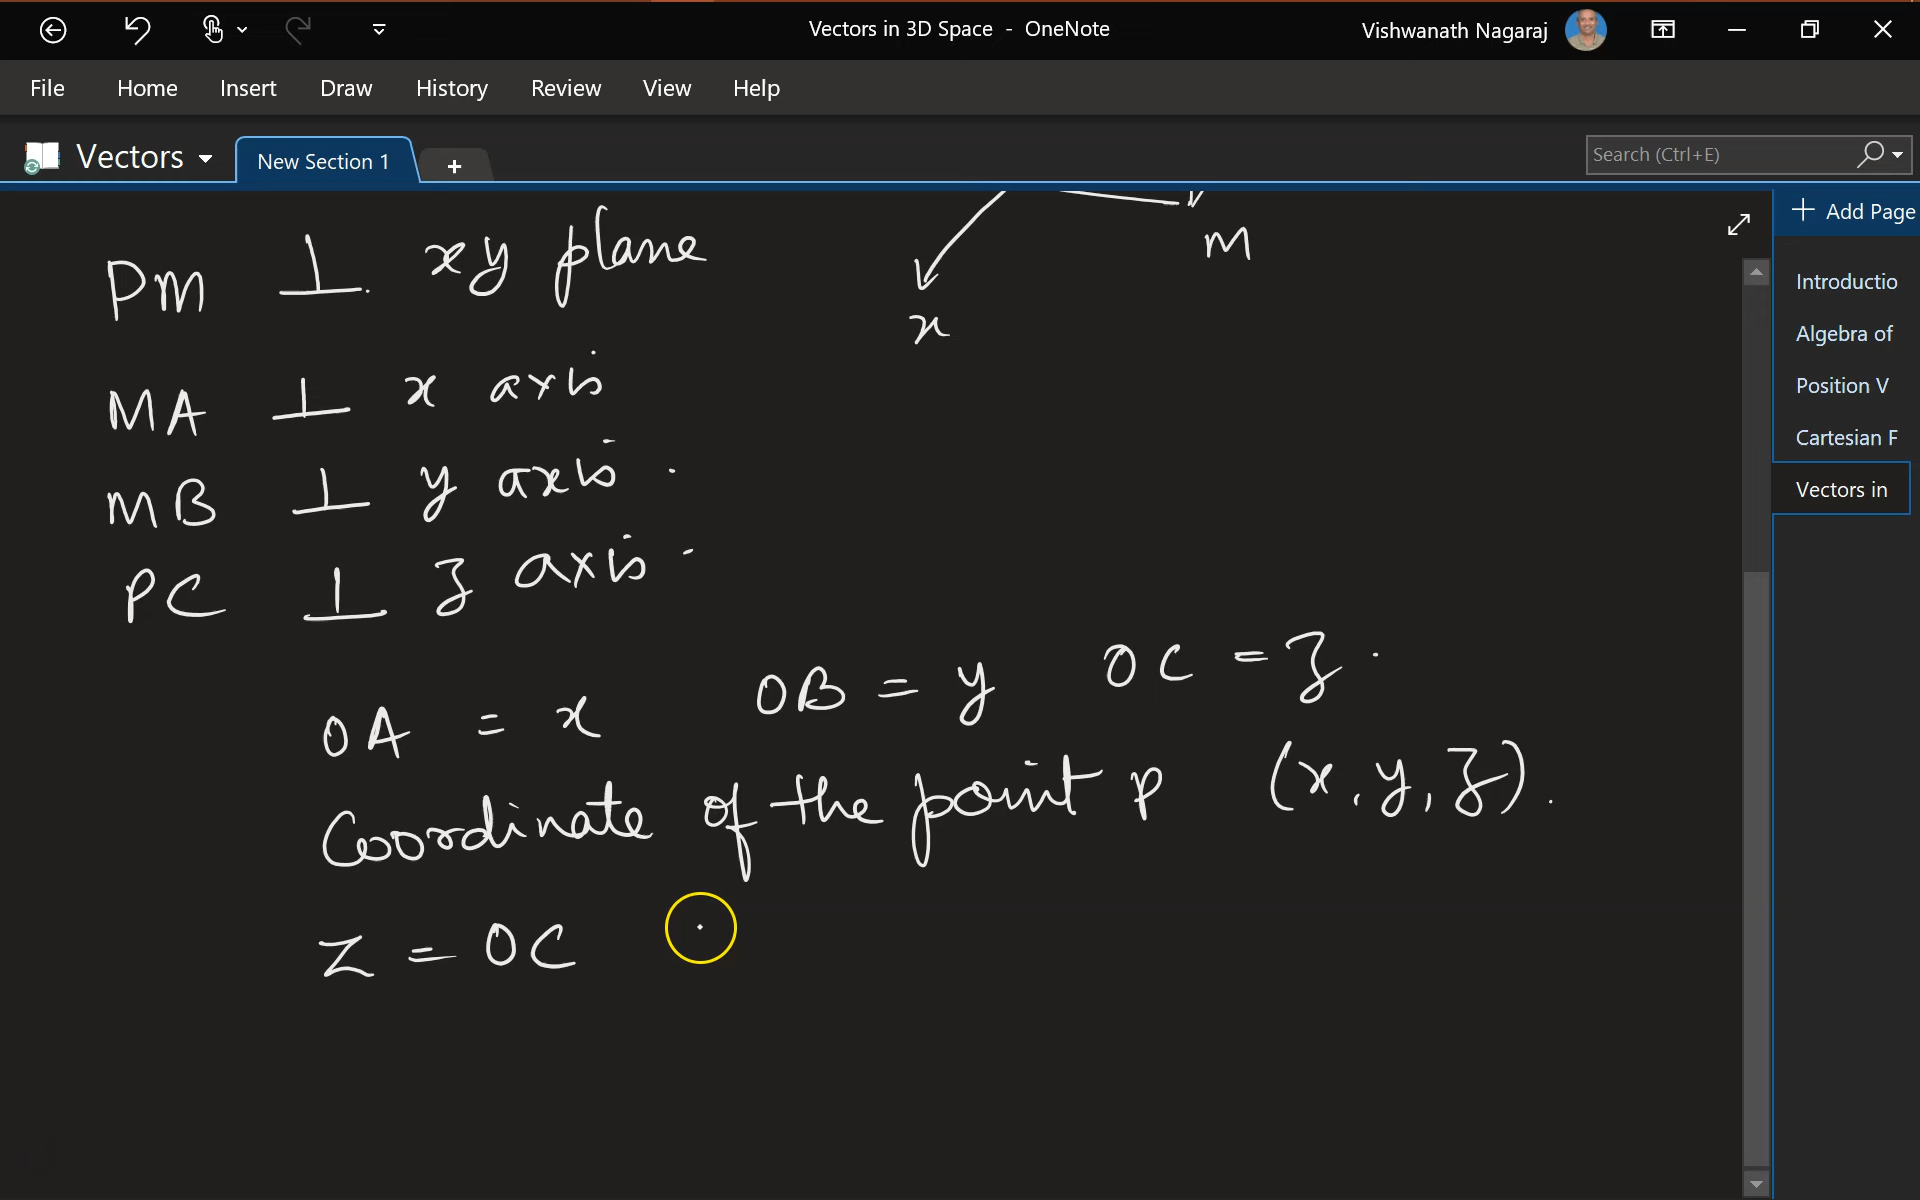 Vectors in 3D Space - OneNote
Vishwanath Nagaraj
File Home Insert Draw History Review View Help
Vectors
New Section 1
+
Search (Ctrl+E)
+ Add Page
Introductio
Algebra of
Position V
Cartesian F
Vectors in
M
x
PM ⊥ xy plane
MA ⊥ x axis
MB ⊥ y axis.
PC ⊥ z axis.
OA = x OB = y OC = z.
Coordinate of the point P (x, y, z).
Z = OC